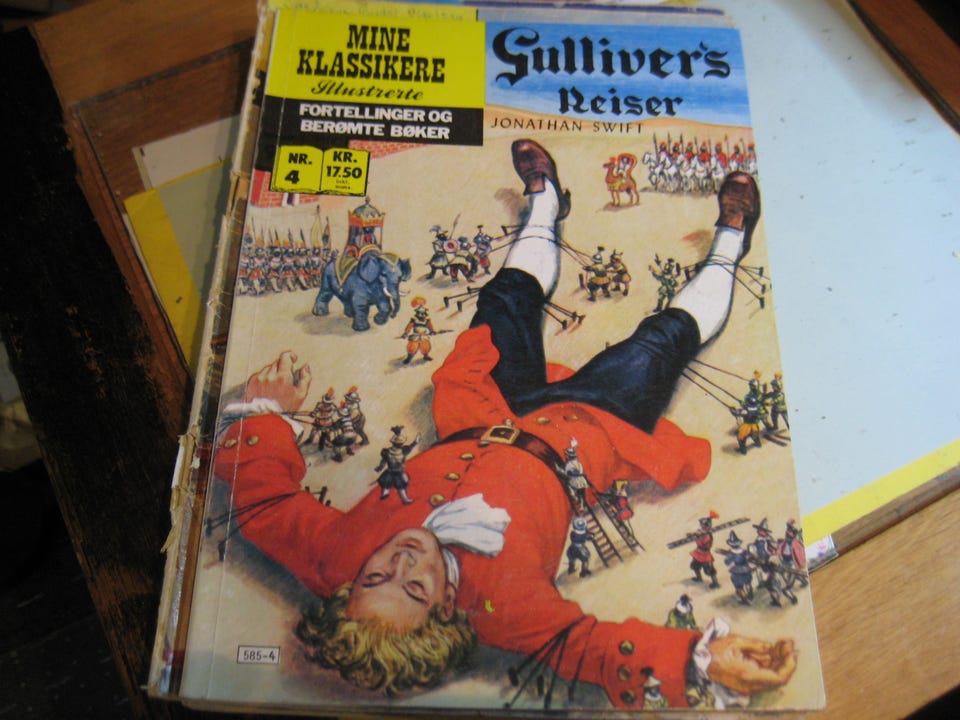 MINE
KLASSIKERE
Illustrerte
FORTELLINGER OG
BERØMTE BØKER
NR.
4
KR.
17.50
Gulliver's
Reiser
JONATHAN SWIFT
585-4